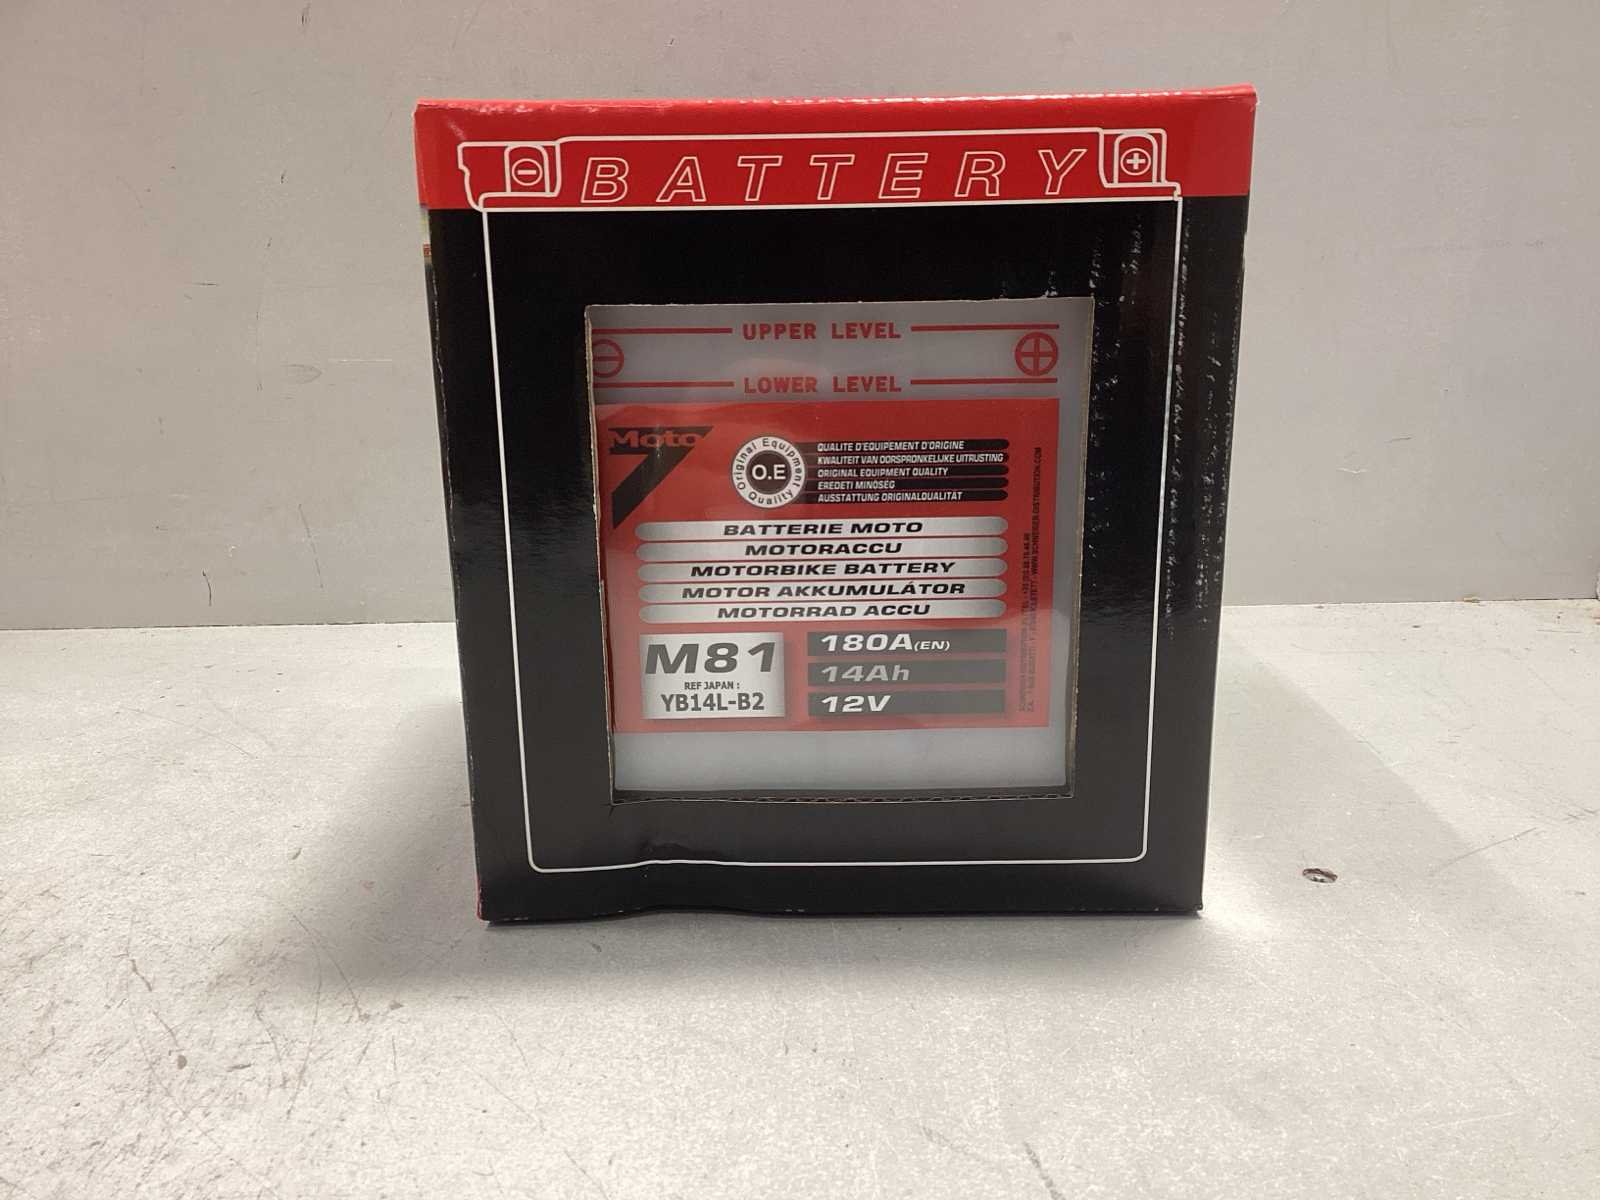 BATTERY
UPPER LEVEL
LOWER LEVEL
Moto
7
Original Equipment
O.E
Quality
QUALITE D'EQUIPEMENT D'ORIGINE
KWALITEIT VAN OORSPRONKELIJKE UITRUSTING
ORIGINAL EQUIPMENT QUALITY
EREDETI MINÖSÉG
AUSSTATTUNG ORIGINALQUALITÄT
BATTERIE MOTO
MOTORACCU
MOTORBIKE BATTERY
MOTOR AKKUMULÁTOR
MOTORRAD ACCU
M81
REF JAPAN :
YB14L-B2
180A(EN)
14Ah
12V